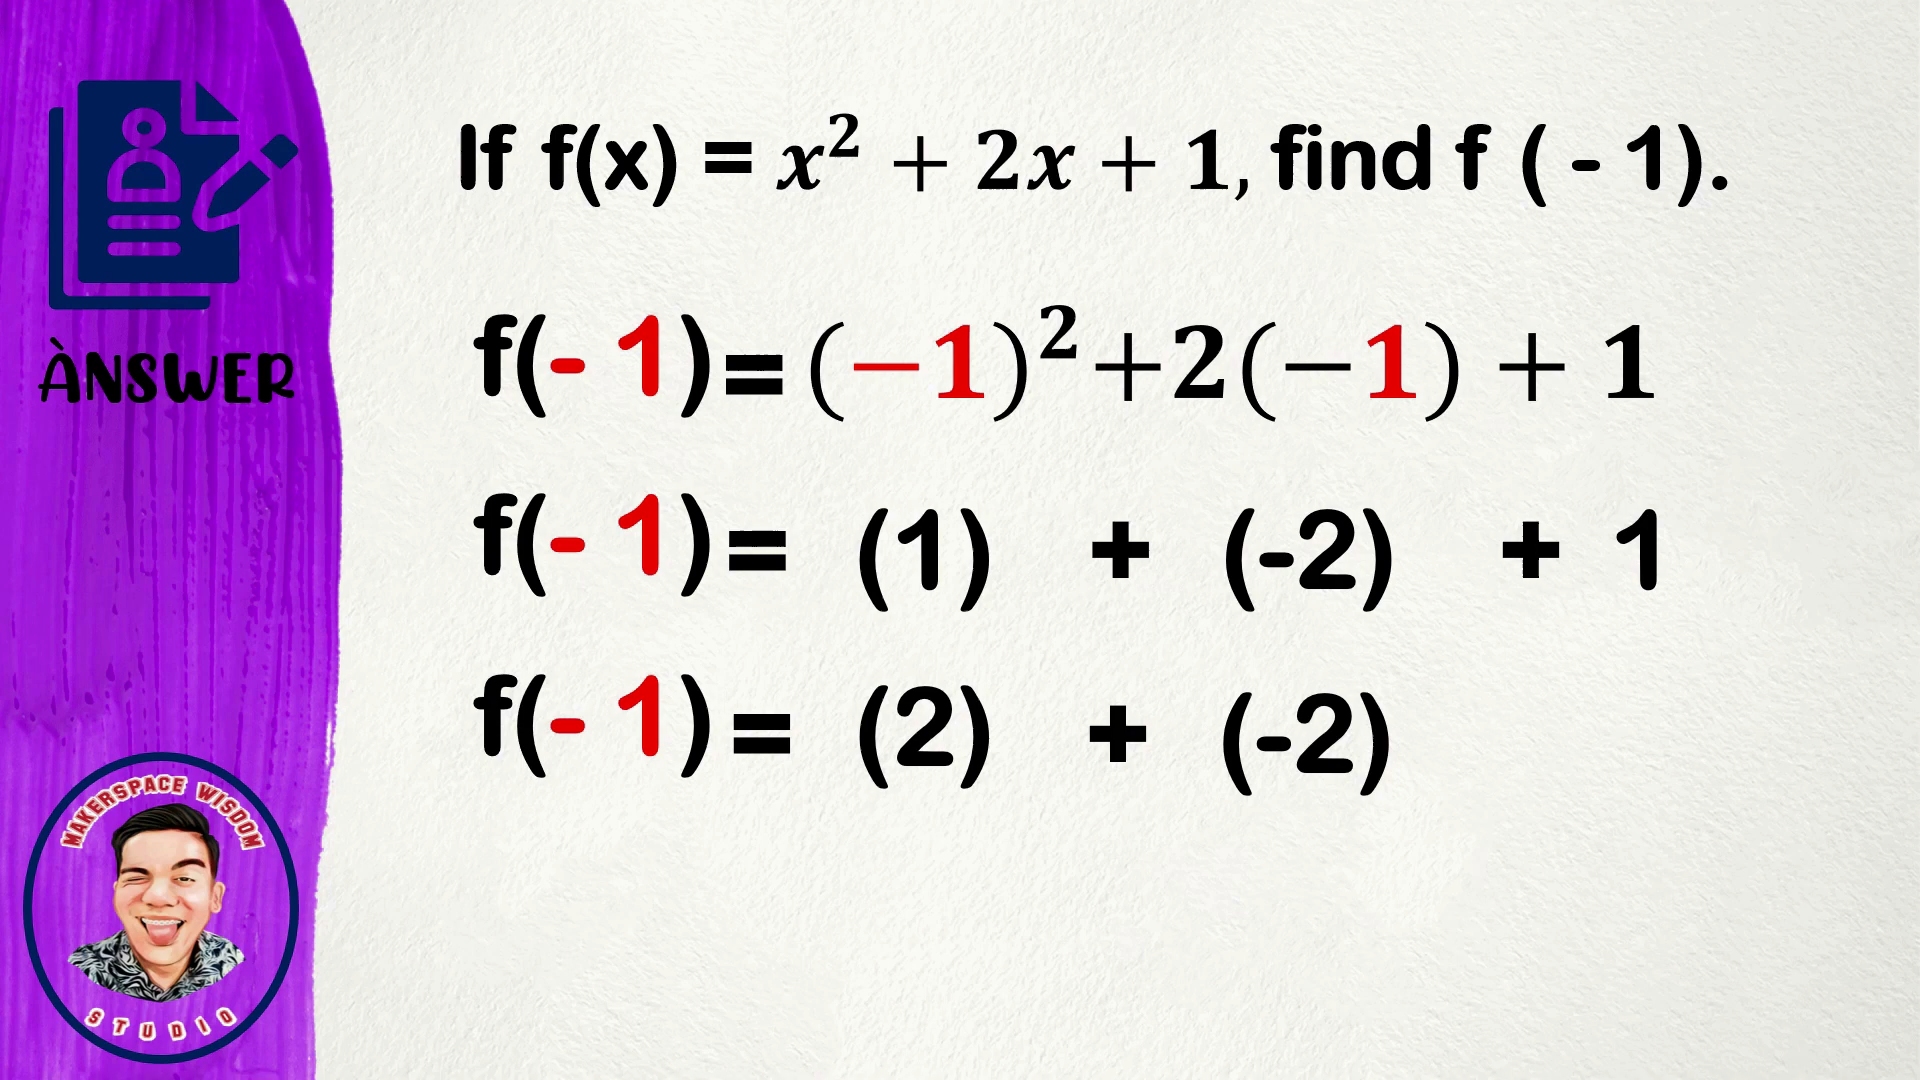 If f(x) = x² + 2x + 1, find f ( - 1).
f(- 1) = (−1)² +2(−1) + 1
f(- 1) = (1) + (-2) + 1
f(- 1) = (2) + (-2)
ÀNSWER
MAKERSPACE WISDOM
STUDIO